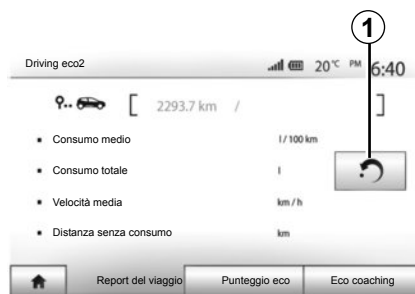 1
Driving eco2 20°C PM 6:40
[ 2293.7 km / ]
▪ Consumo medio l / 100 km
▪ Consumo totale l
▪ Velocità media km / h
▪ Distanza senza consumo km
Report del viaggio Punteggio eco Eco coaching